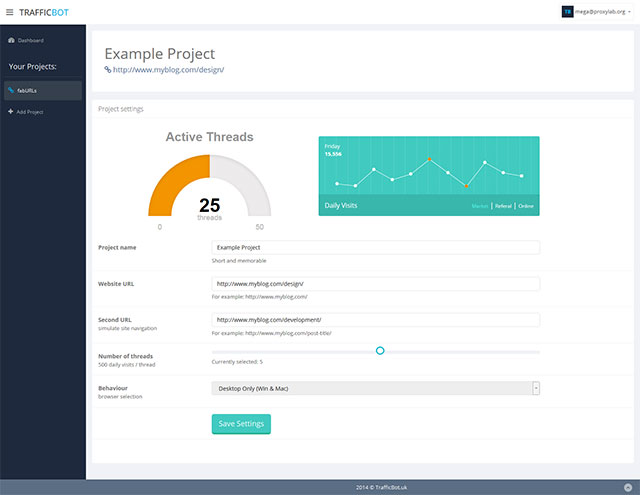 TRAFFICBOT
TB mega@proxylab.org
Dashboard
Your Projects:
fabURLs
Add Project
Example Project
http://www.myblog.com/design/
Project settings
Active Threads
25
threads
0
50
Friday
15,556
Daily Visits
Market | Referal | Online
Project name
Example Project
Short and memorable
Website URL
http://www.myblog.com/design/
For example: http://www.myblog.com/
Second URL
simulate site navigation
http://www.myblog.com/development/
For example: http://www.myblog.com/post-title/
Number of threads
500 daily visits / thread
Currently selected: 5
Behaviour
browser selection
Desktop Only (Win & Mac)
Save Settings
2014 © TrafficBot.uk